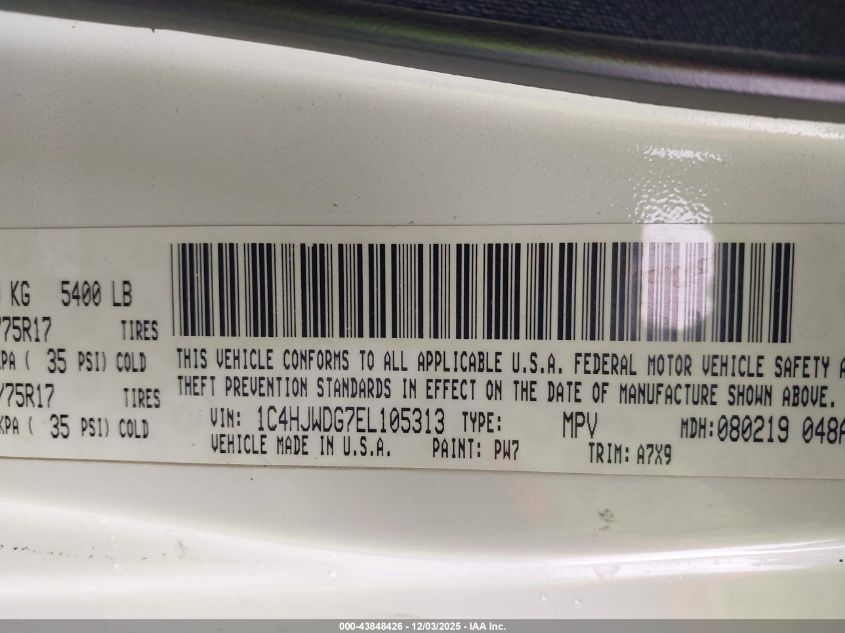 KG 5400 LB
/75R17 TIRES
KPA ( 35 PSI) COLD
/75R17 TIRES
KPA ( 35 PSI) COLD
THIS VEHICLE CONFORMS TO ALL APPLICABLE U.S.A. FEDERAL MOTOR VEHICLE SAFETY A
THEFT PREVENTION STANDARDS IN EFFECT ON THE DATE OF MANUFACTURE SHOWN ABOVE.
VIN: 1C4HJWDG7EL105313 TYPE: MPV MDH:080219 048A
VEHICLE MADE IN U.S.A. PAINT: PW7 TRIM: A7X9
000-43848426 - 12/03/2025 - IAA Inc.